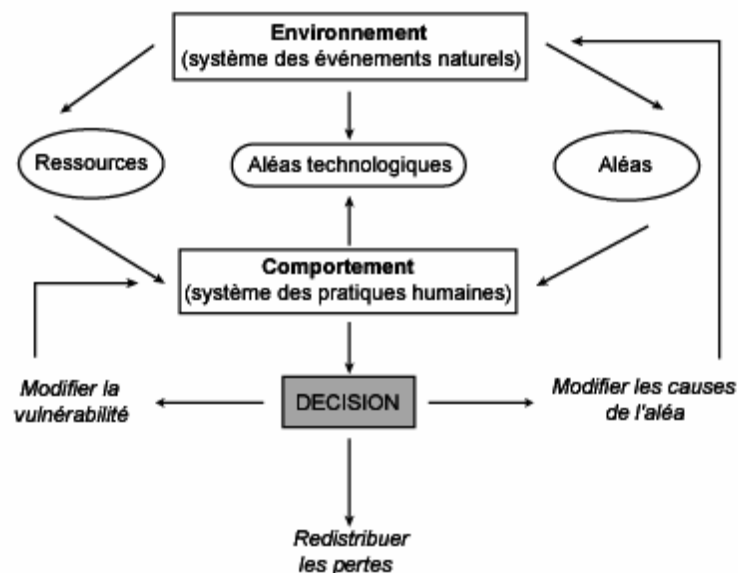 Environnement
(système des événements naturels)
Ressources
Aléas technologiques
Aléas
Comportement
(système des pratiques humaines)
Modifier la
vulnérabilité
DECISION
Modifier les causes
de l'aléa
Redistribuer
les pertes